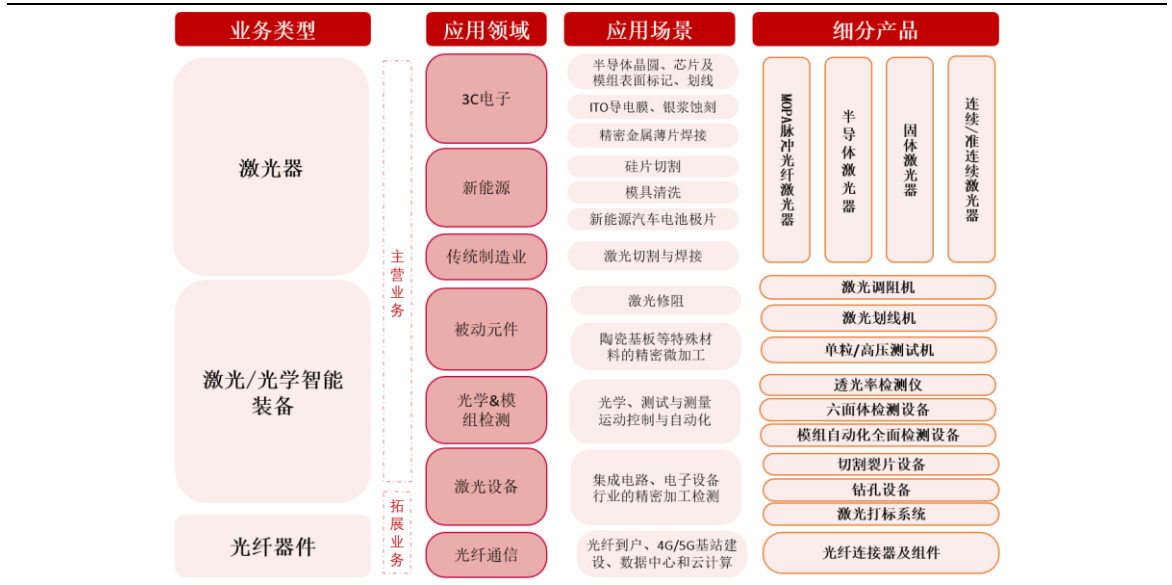 业务类型
应用领域
应用场景
细分产品
激光器
激光/光学智能
装备
光纤器件
主营业务
拓展业务
3C电子
新能源
传统制造业
被动元件
光学&模
组检测
激光设备
光纤通信
半导体晶圆、芯片及
模组表面标记、划线
ITO导电膜、银浆蚀刻
精密金属薄片焊接
硅片切割
模具清洗
新能源汽车电池极片
激光切割与焊接
激光修阻
陶瓷基板等特殊材
料的精密微加工
光学、测试与测量
运动控制与自动化
集成电路、电子设备
行业的精密加工检测
光纤到户、4G/5G基站建
设、数据中心和云计算
MOPA脉冲光纤激光器
半导体激光器
固体激光器
连续/准连续激光器
激光调阻机
激光划线机
单粒/高压测试机
透光率检测仪
六面体检测设备
模组自动化全面检测设备
切割裂片设备
钻孔设备
激光打标系统
光纤连接器及组件